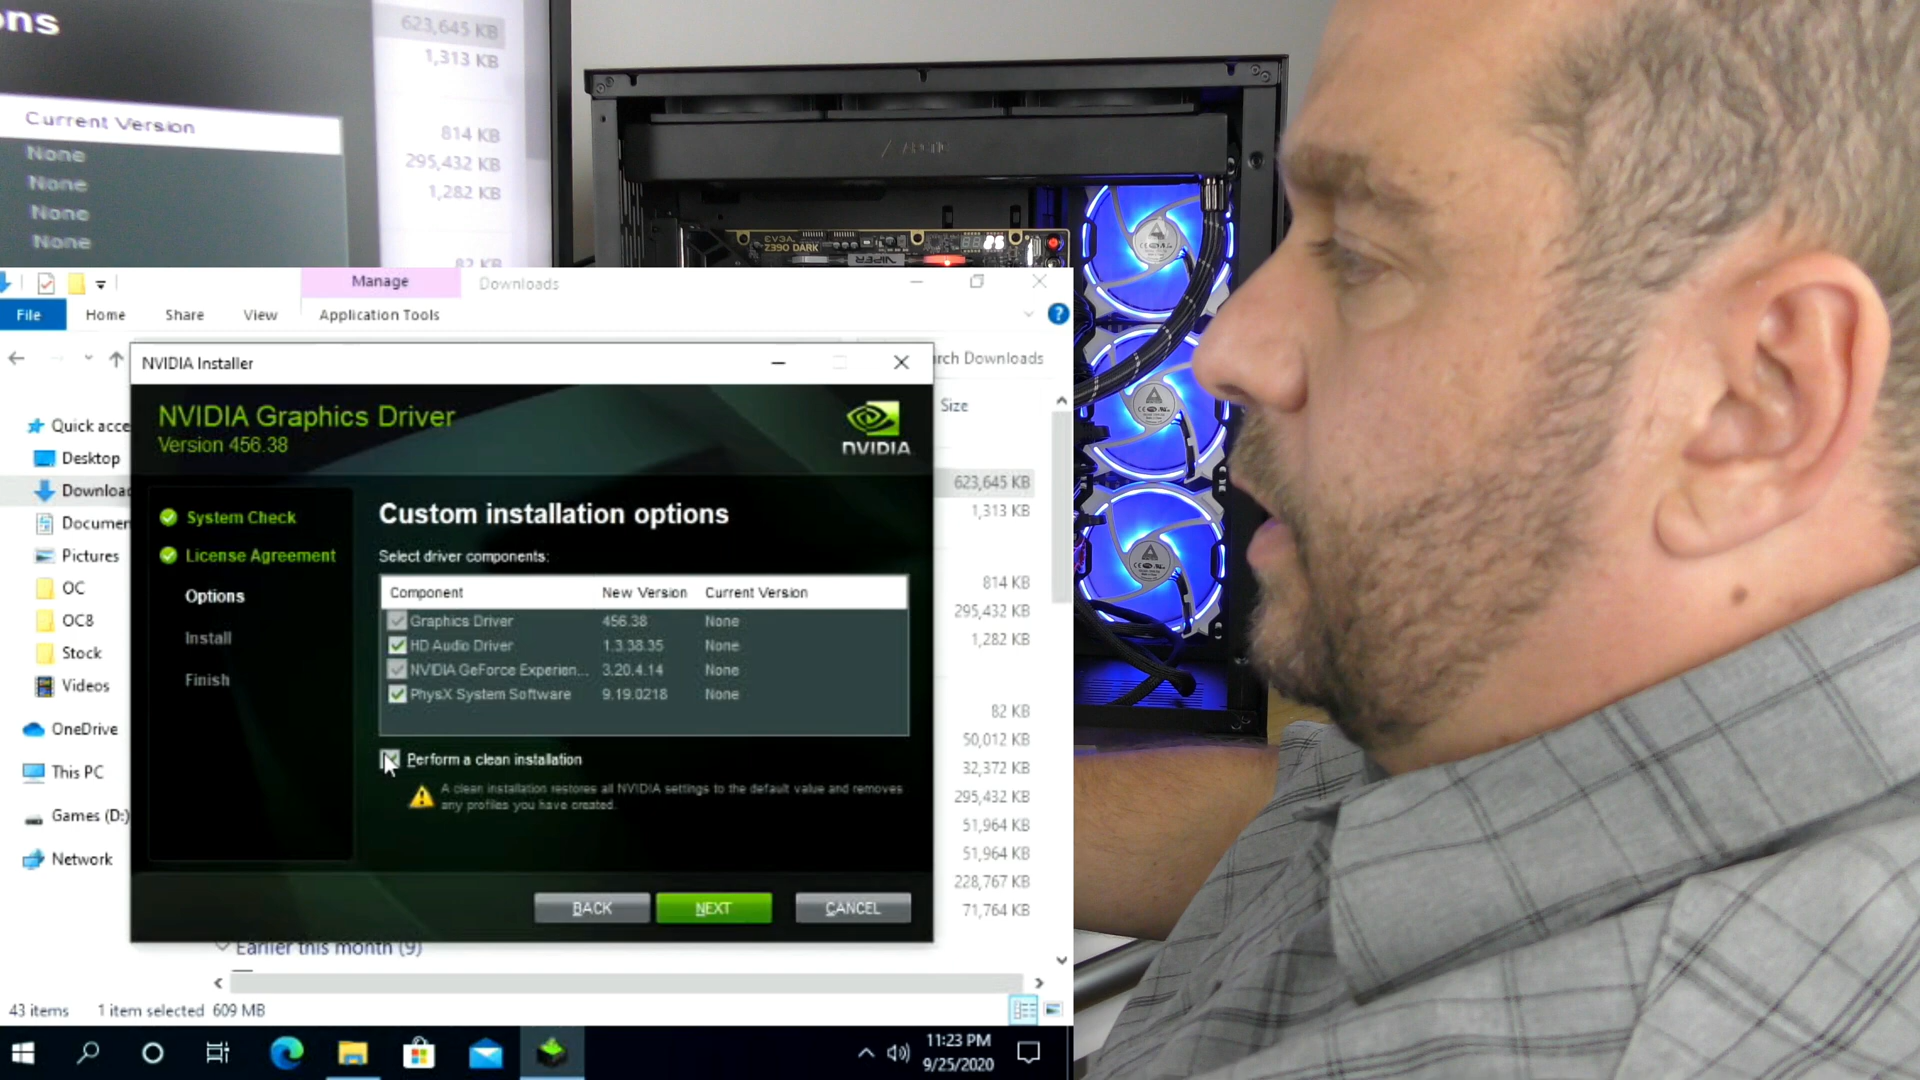 ons
623,645 KB
1,313 KB
Current Version
None
None
None
None
814 KB
295,432 KB
1,282 KB
82 KB
ARCTIC
EVGA
Z390 DARK
VIPER
Manage
Downloads
File
Home
Share
View
Application Tools
?
rch Downloads
Size
NVIDIA Installer
NVIDIA Graphics Driver
Version 456.38
NVIDIA
System Check
License Agreement
Options
Install
Finish
Custom installation options
Select driver components:
Component New Version Current Version
Graphics Driver 456.38 None
HD Audio Driver 1.3.38.35 None
NVIDIA GeForce Experien... 3.20.4.14 None
PhysX System Software 9.19.0218 None
Perform a clean installation
A clean installation restores all NVIDIA settings to the default value and removes
any profiles you have created.
BACK
NEXT
CANCEL
Quick acce
Desktop
Downloa
Documen
Pictures
OC
OC8
Stock
Videos
OneDrive
This PC
Games (D:)
Network
623,645 KB
1,313 KB
814 KB
295,432 KB
1,282 KB
82 KB
50,012 KB
32,372 KB
295,432 KB
51,964 KB
51,964 KB
228,767 KB
71,764 KB
Earlier this month (9)
43 items 1 item selected 609 MB
11:23 PM
9/25/2020